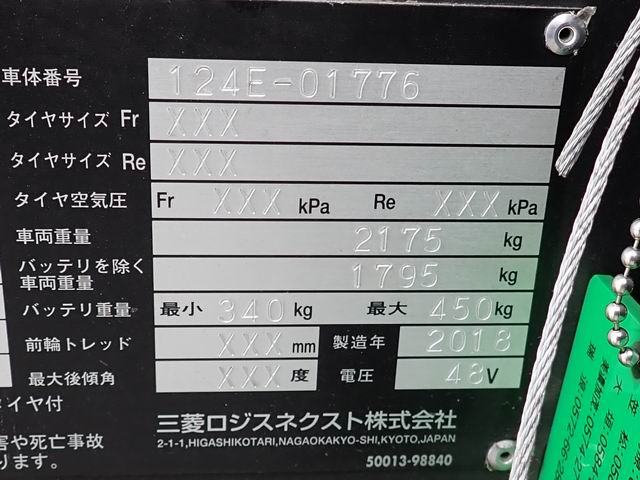 車体番号 124E-01776
タイヤサイズ Fr XXX
タイヤサイズ Re XXX
タイヤ空気圧 Fr XXX kPa Re XXX kPa
車両重量 2175 kg
バッテリを除く
車両重量 1795 kg
バッテリ重量 最小 340 kg 最大 450 kg
前輪トレッド XXX mm 製造年 2018
最大後傾角 XXX 度 電圧 48 V
タイヤ付
三菱ロジスネクスト株式会社
2-1-1,HIGASHIKOTARI,NAGAOKAKYO-SHI,KYOTO,JAPAN
害や死亡事故
ります。
50013-98840